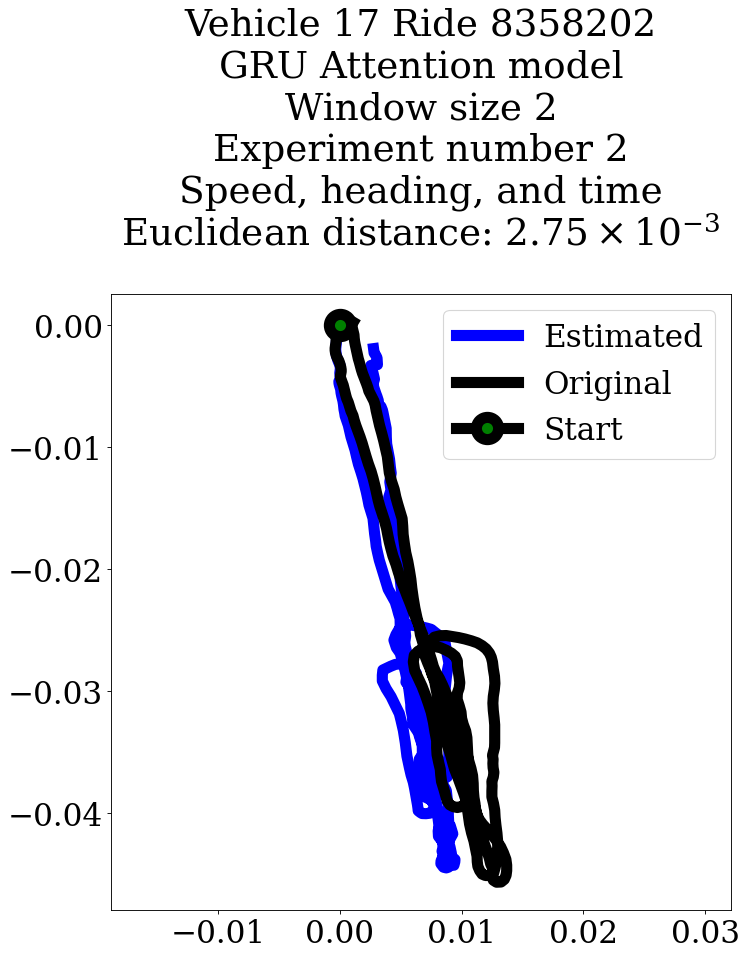 Vehicle 17 Ride 8358202
GRU Attention model
Window size 2
Experiment number 2
Speed, heading, and time
Euclidean distance: 2.75 × 10⁻³
Estimated
Original
Start
0.00
−0.01
−0.02
−0.03
−0.04
−0.01 0.00 0.01 0.02 0.03